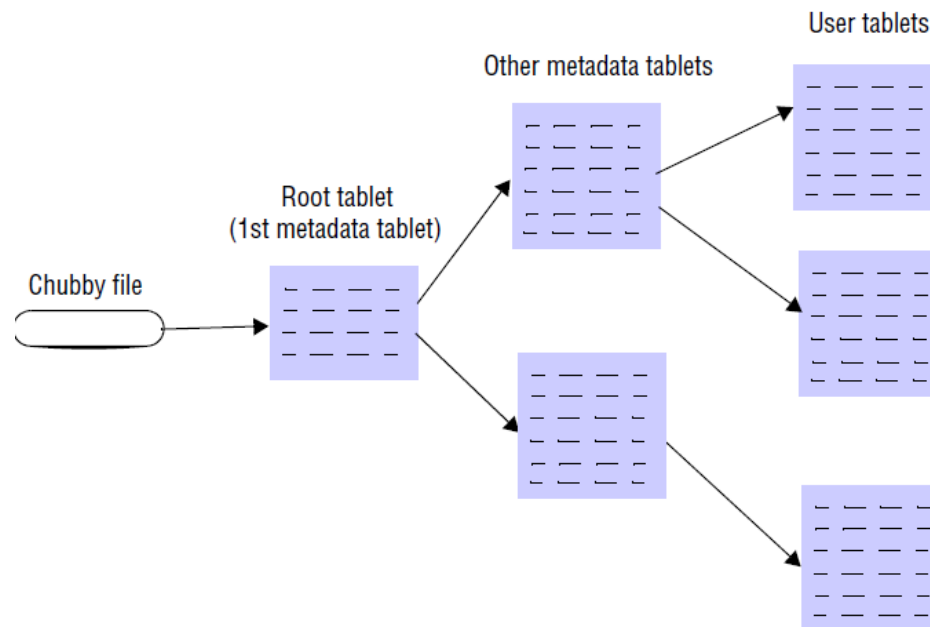 User tablets
Other metadata tablets
Root tablet
(1st metadata tablet)
Chubby file